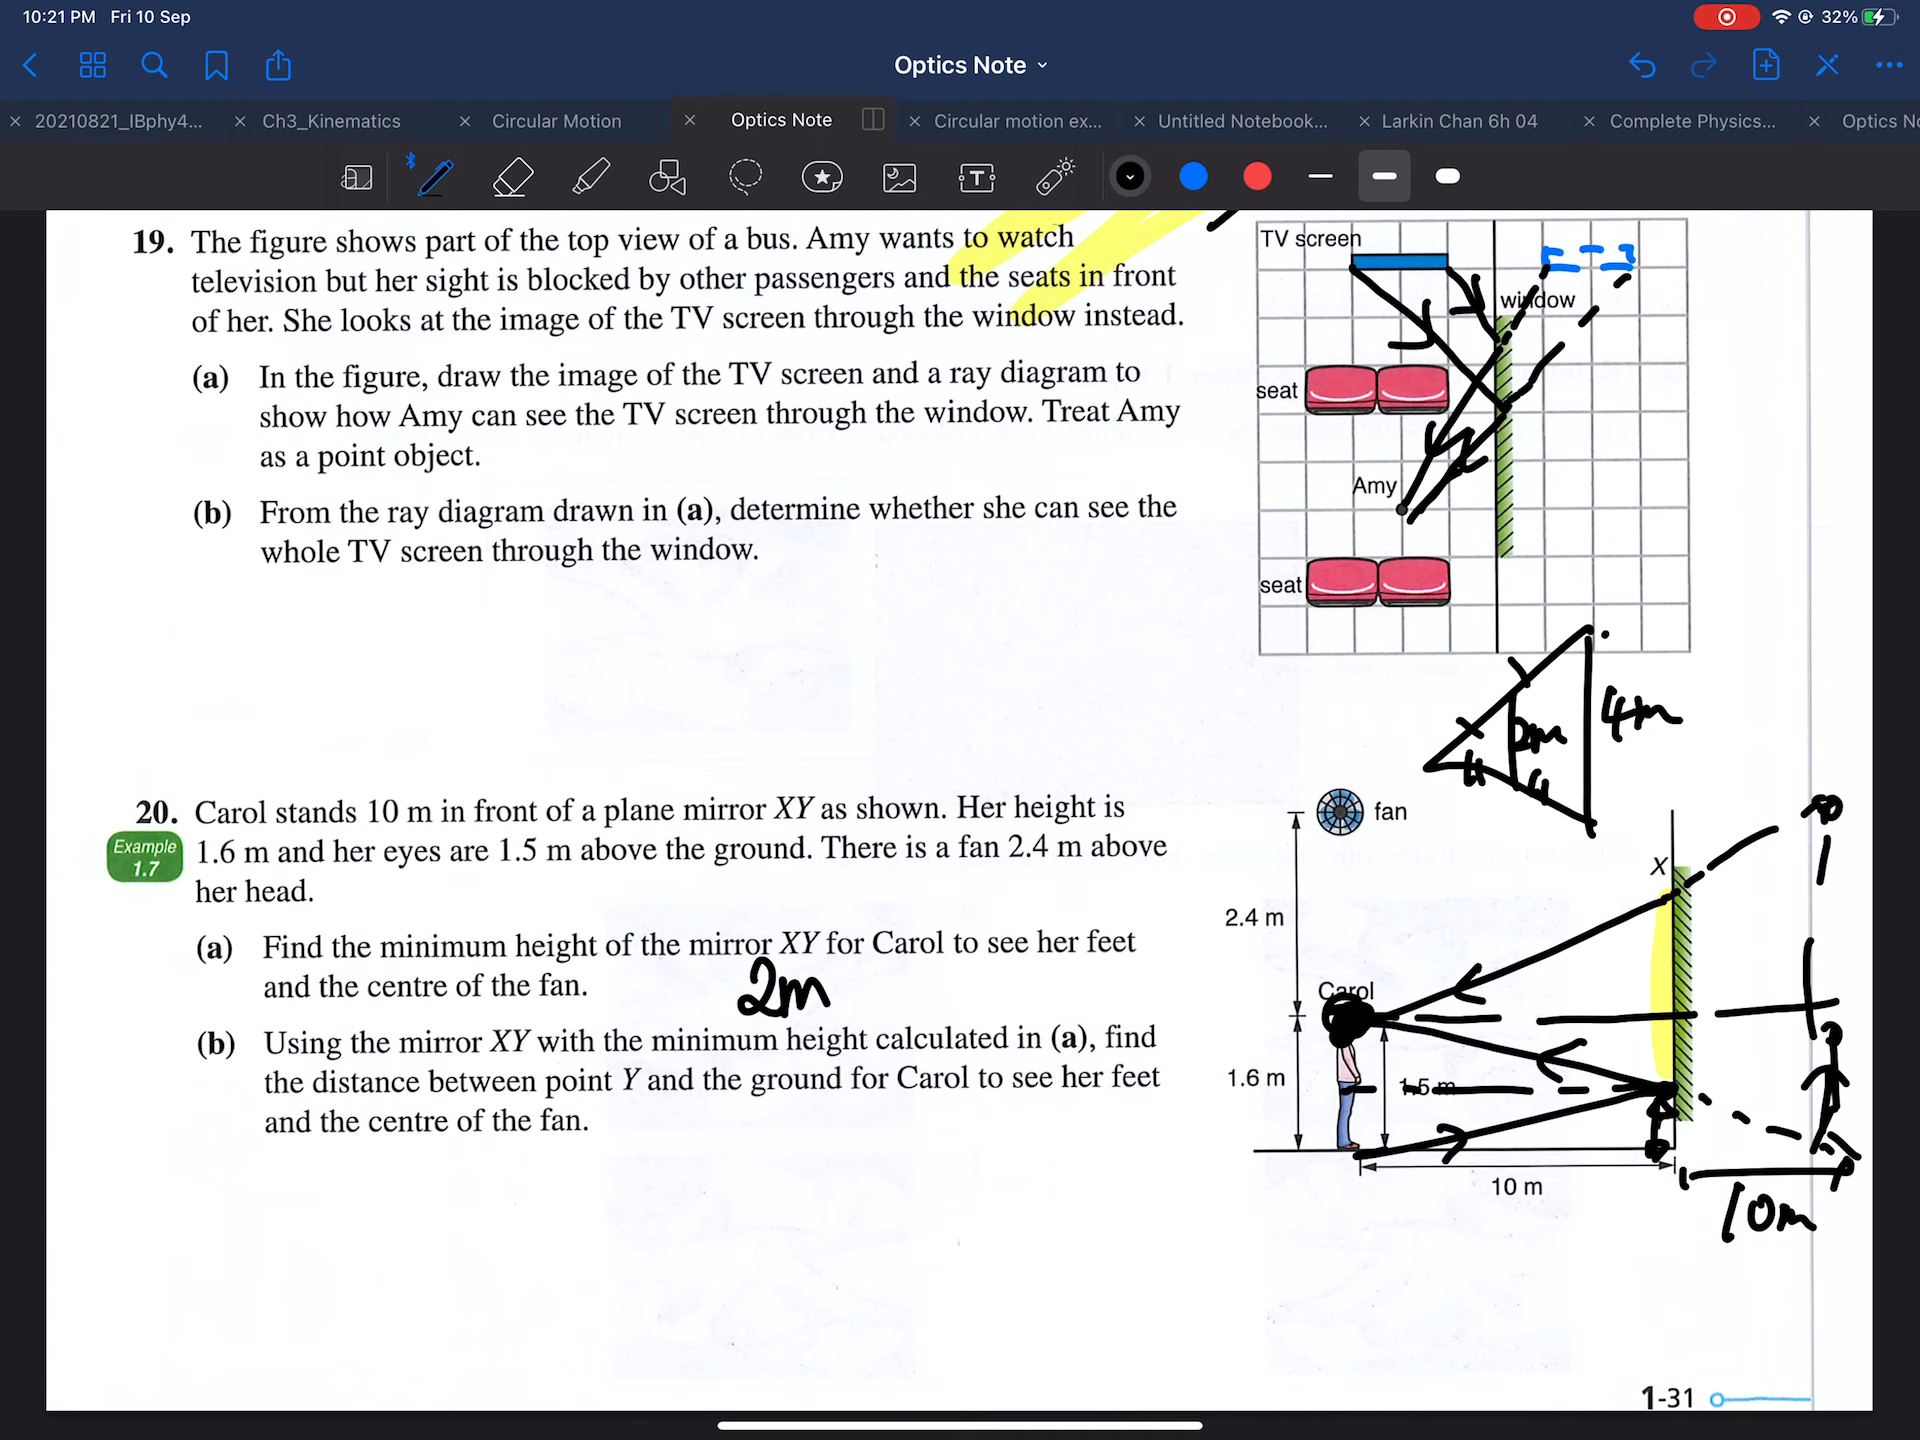 10:21 PM Fri 10 Sep
32%
Optics Note
20210821_IBphy4...
Ch3_Kinematics
Circular Motion
Optics Note
Circular motion ex...
Untitled Notebook...
Larkin Chan 6h 04
Complete Physics...
Optics No
19. The figure shows part of the top view of a bus. Amy wants to watch
television but her sight is blocked by other passengers and the seats in front
of her. She looks at the image of the TV screen through the window instead.
(a) In the figure, draw the image of the TV screen and a ray diagram to
show how Amy can see the TV screen through the window. Treat Amy
as a point object.
(b) From the ray diagram drawn in (a), determine whether she can see the
whole TV screen through the window.
TV screen
window
seat
Amy
seat
2m
4m
20. Carol stands 10 m in front of a plane mirror XY as shown. Her height is
Example
1.7
1.6 m and her eyes are 1.5 m above the ground. There is a fan 2.4 m above
her head.
(a) Find the minimum height of the mirror XY for Carol to see her feet
and the centre of the fan.
2m
(b) Using the mirror XY with the minimum height calculated in (a), find
the distance between point Y and the ground for Carol to see her feet
and the centre of the fan.
fan
X
2.4 m
Carol
1.6 m
1.5 m
10 m
10m
1-31